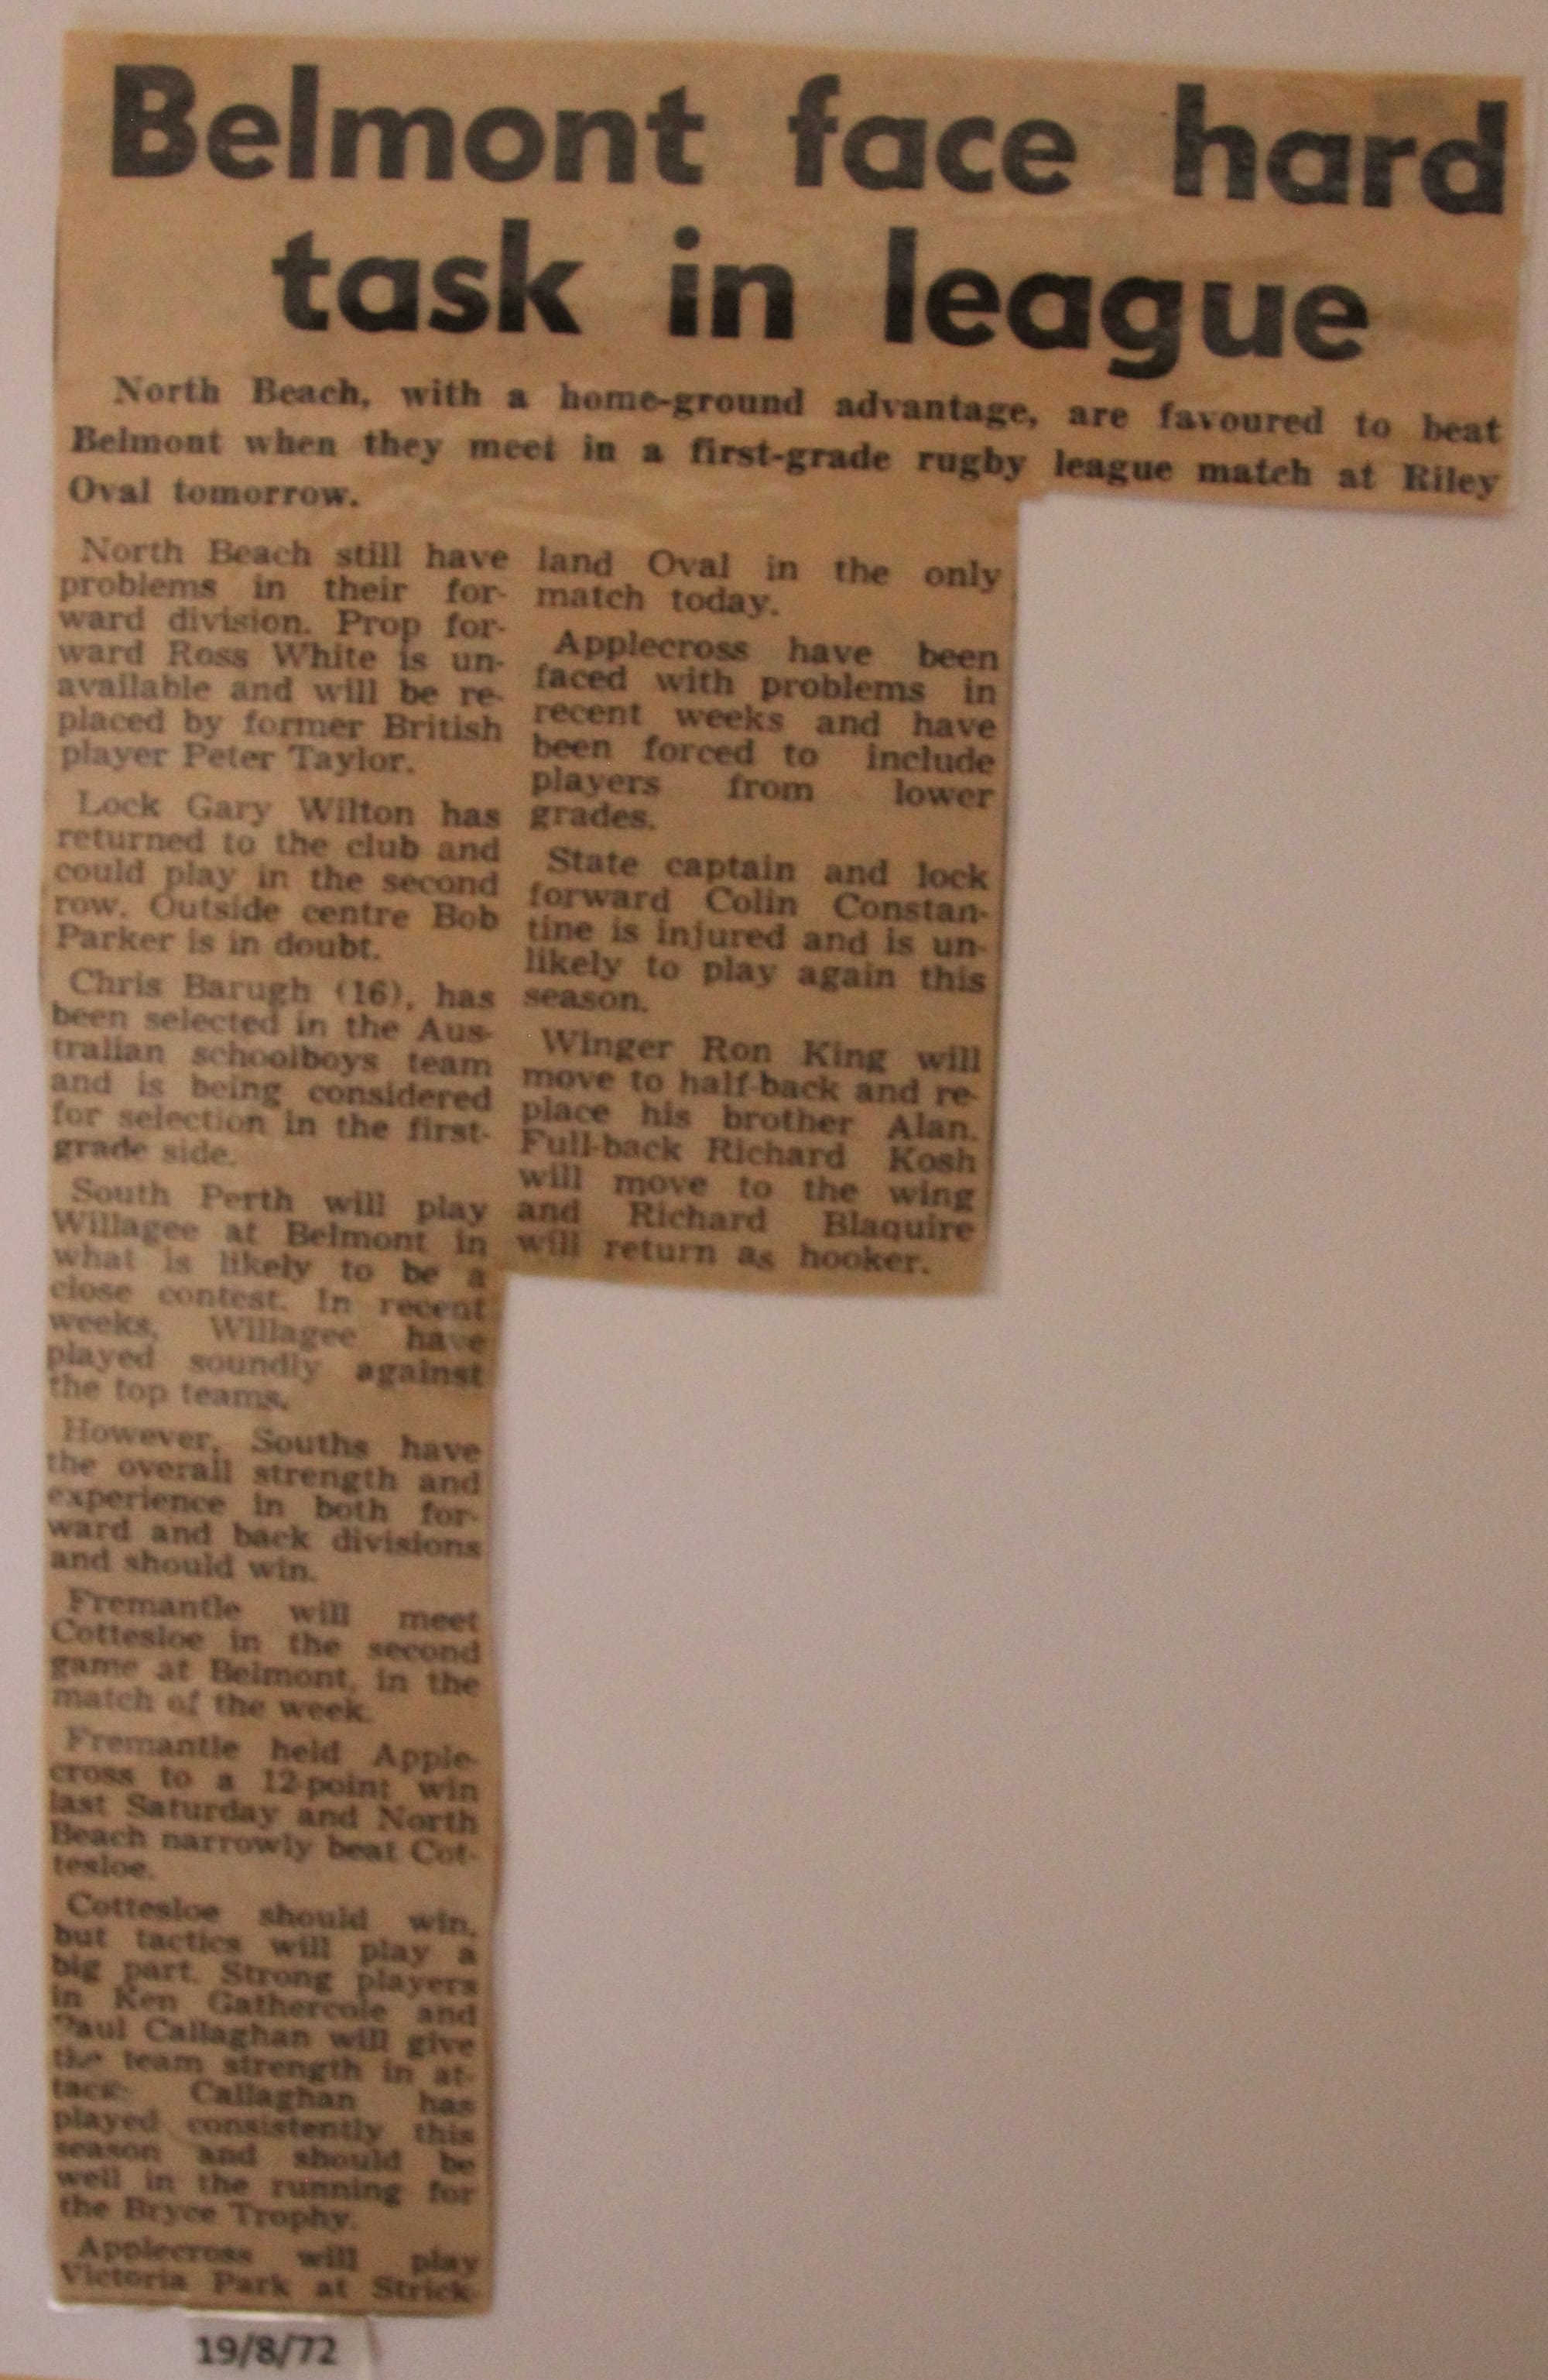 Belmont face hard
task in league
North Beach, with a home-ground advantage, are favoured to beat
Belmont when they meet in a first-grade rugby league match at Riley
Oval tomorrow.
North Beach still have
problems in their for-
ward division. Prop for-
ward Ross White is un-
available and will be re-
placed by former British
player Peter Taylor.
Lock Gary Wilton has
returned to the club and
could play in the second
row. Outside centre Bob
Parker is in doubt.
Chris Barugh (16), has
been selected in the Aus-
tralian schoolboys team
and is being considered
for selection in the first-
grade side.
South Perth will play
Willagee at Belmont in
what is likely to be a
close contest. In recent
weeks, Willagee have
played soundly against
the top teams.
However, Souths have
the overall strength and
experience in both for-
ward and back divisions
and should win.
Fremantle will meet
Cottesloe in the second
game at Belmont, in the
match of the week.
Fremantle held Apple-
cross to a 12-point win
last Saturday and North
Beach narrowly beat Cot-
tesloe.
Cottesloe should win,
but tactics will play a
big part. Strong players
in Ken Gathercole and
Paul Callaghan will give
the team strength in at-
tack. Callaghan has
played consistently this
season and should be
well in the running for
the Bryce Trophy.
Applecross will play
Victoria Park at Strick-
land Oval in the only
match today.
Applecross have been
faced with problems in
recent weeks and have
been forced to include
players from lower
grades.
State captain and lock
forward Colin Constan-
tine is injured and is un-
likely to play again this
season.
Winger Ron King will
move to half-back and re-
place his brother Alan.
Full-back Richard Kosh
will move to the wing
and Richard Blaquire
will return as hooker.
19/8/72